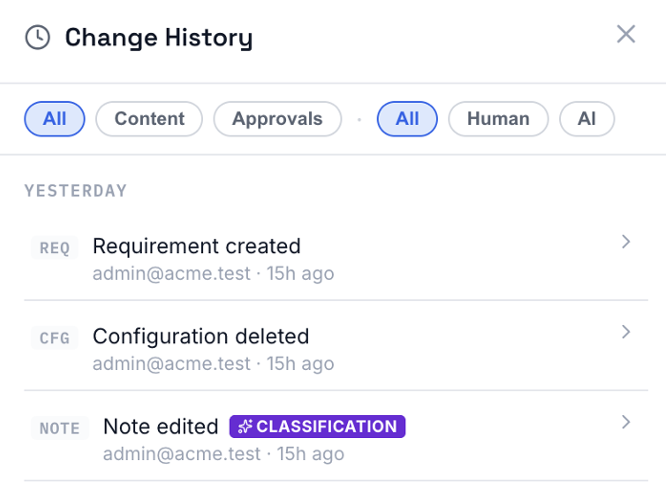 Change History
All Content Approvals · All Human AI
YESTERDAY
REQ Requirement created
admin@acme.test · 15h ago
CFG Configuration deleted
admin@acme.test · 15h ago
NOTE Note edited CLASSIFICATION
admin@acme.test · 15h ago